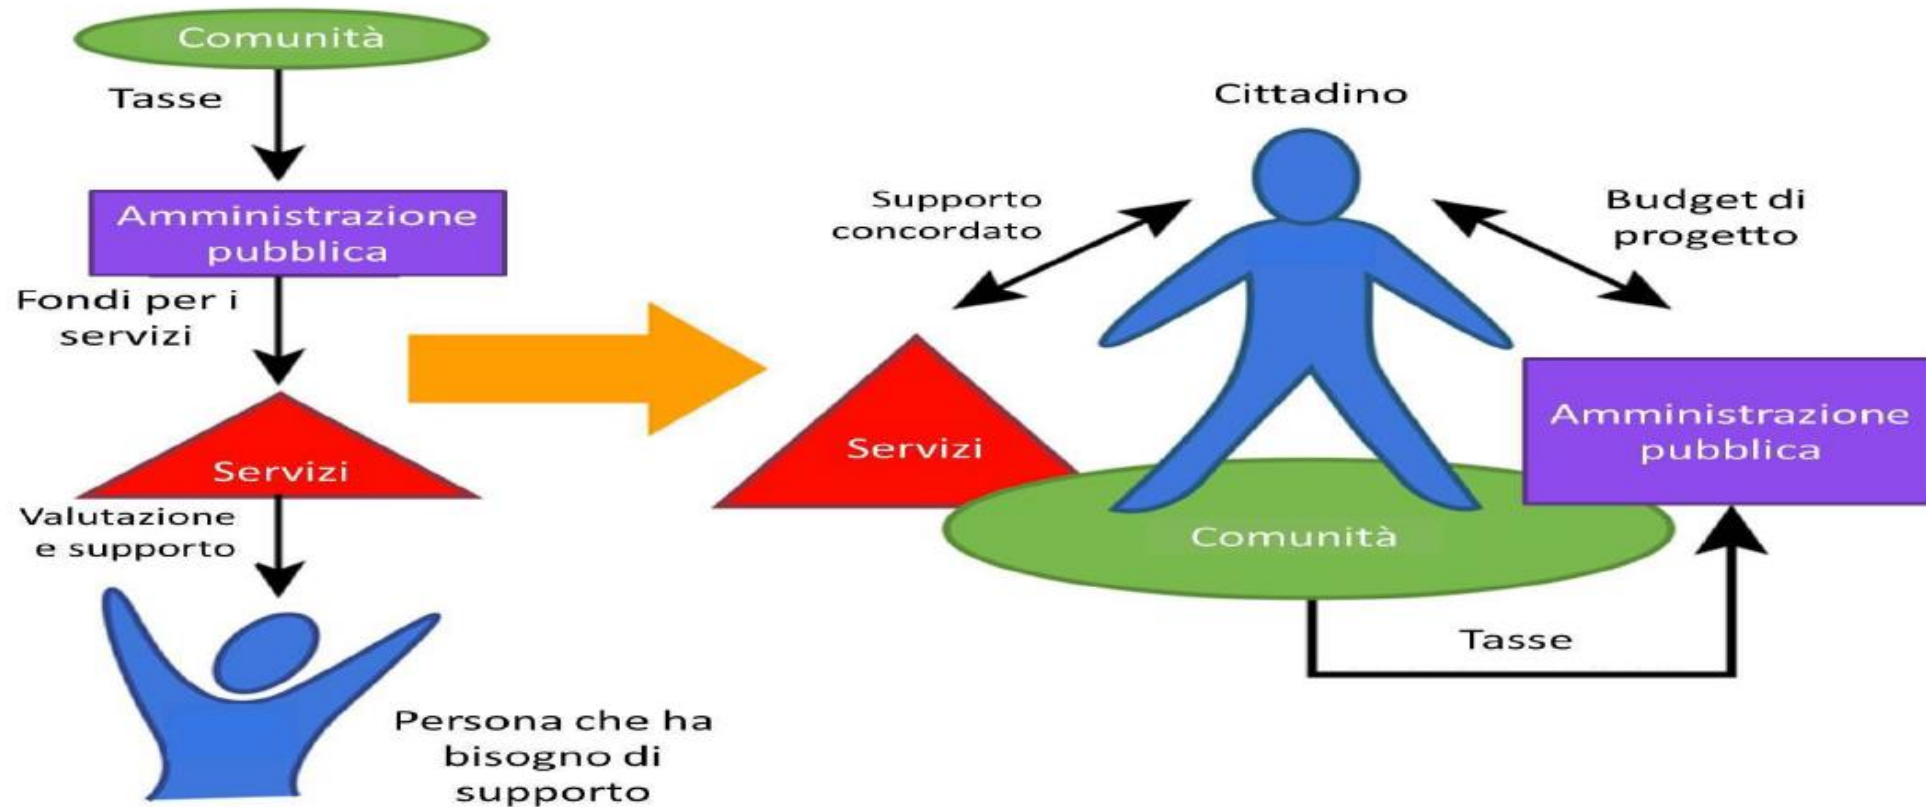 Comunità
Tasse
Amministrazione
pubblica
Fondi per i
servizi
Servizi
Valutazione
e supporto
Persona che ha
bisogno di
supporto
Cittadino
Supporto
concordato
Budget di
progetto
Servizi
Amministrazione
pubblica
Comunità
Tasse